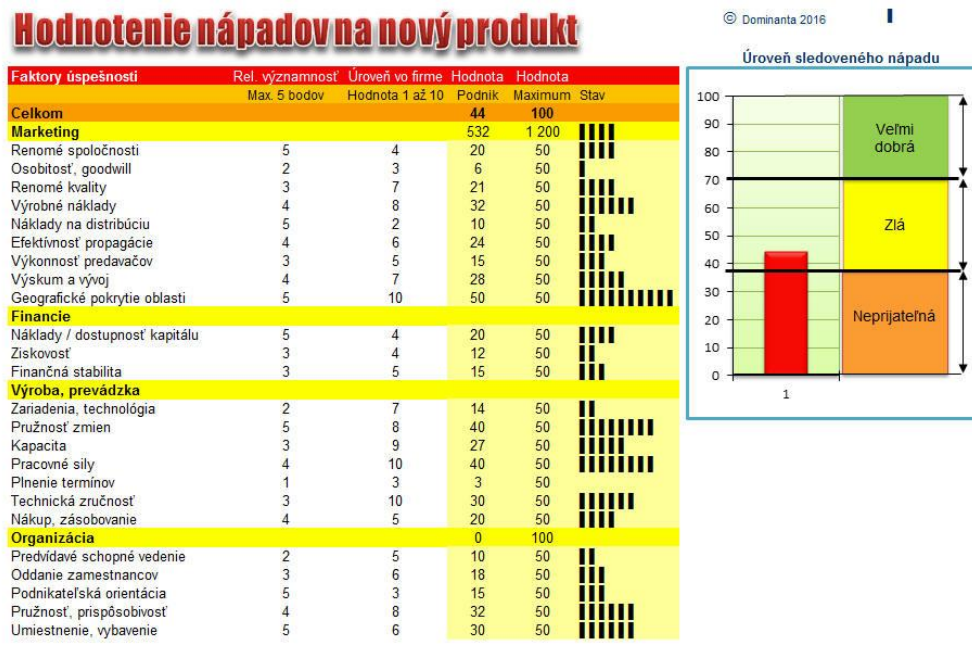 Hodnotenie nápadov na nový produkt
© Dominanta 2016
Faktory úspešnosti Rel. významnosť Úroveň vo firme Hodnota Hodnota
Max. 5 bodov Hodnota 1 až 10 Podnik Maximum Stav
Celkom 44 100
Marketing 532 1 200
Renomé spoločnosti 5 4 20 50
Osobitosť, goodwill 2 3 6 50
Renomé kvality 3 7 21 50
Výrobné náklady 4 8 32 50
Náklady na distribúciu 5 2 10 50
Efektívnosť propagácie 4 6 24 50
Výkonnosť predavačov 3 5 15 50
Výskum a vývoj 4 7 28 50
Geografické pokrytie oblasti 5 10 50 50
Financie
Náklady / dostupnosť kapitálu 5 4 20 50
Ziskovosť 3 4 12 50
Finančná stabilita 3 5 15 50
Výroba, prevádzka
Zariadenia, technológia 2 7 14 50
Pružnosť zmien 5 8 40 50
Kapacita 3 9 27 50
Pracovné sily 4 10 40 50
Plnenie termínov 1 3 3 50
Technická zručnosť 3 10 30 50
Nákup, zásobovanie 4 5 20 50
Organizácia 0 100
Predvídavé schopné vedenie 2 5 10 50
Oddanie zamestnancov 3 6 18 50
Podnikateľská orientácia 5 3 15 50
Pružnosť, prispôsobivosť 4 8 32 50
Umiestnenie, vybavenie 5 6 30 50
Úroveň sledoveného nápadu
100
90
80
70
60
50
40
30
20
10
0
1
Veľmi
dobrá
Zlá
Neprijateľná